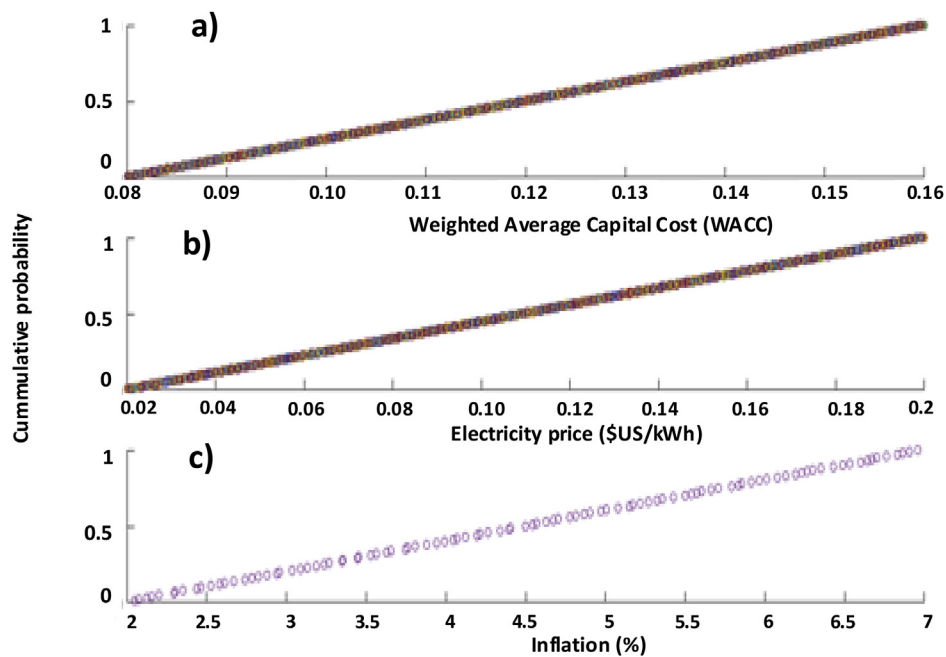 a)
1
0.5
0
0.08 0.09 0.10 0.11 0.12 0.13 0.14 0.15 0.16
Weighted Average Capital Cost (WACC)
b)
1
0.5
0
0.02 0.04 0.06 0.08 0.10 0.12 0.14 0.16 0.18 0.2
Electricity price ($US/kWh)
Cummulative probability
c)
1
0.5
0
2 2.5 3 3.5 4 4.5 5 5.5 6 6.5 7
Inflation (%)